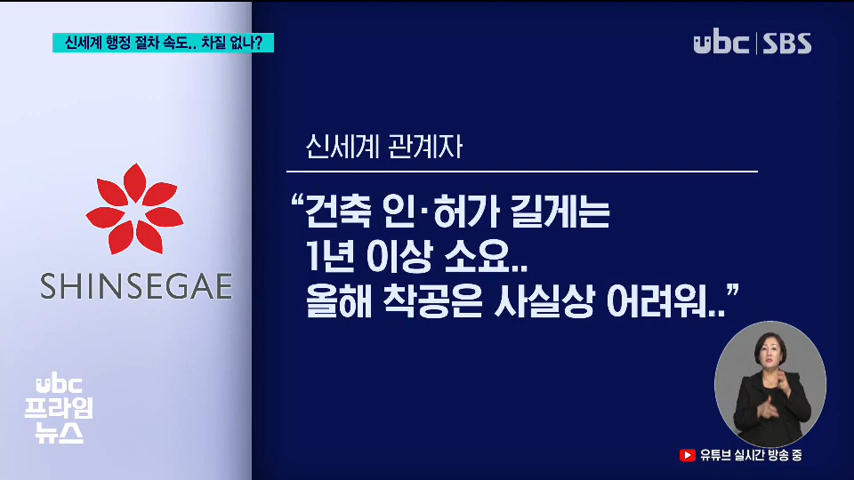 신세계 행정 절차 속도.. 차질 없나?
ubc SBS
신세계 관계자
“건축 인·허가 길게는
1년 이상 소요..
올해 착공은 사실상 어려워..”
SHINSEGAE
ubc
프라임
뉴스
유튜브 실시간 방송 중